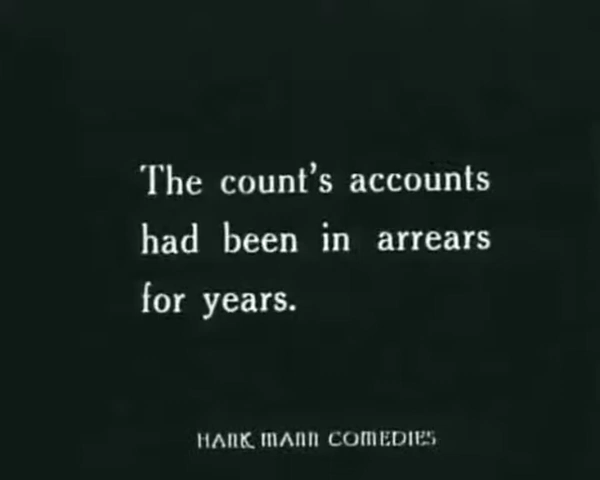 The count's accounts
had been in arrears
for years.
HANK MANN COMEDIES